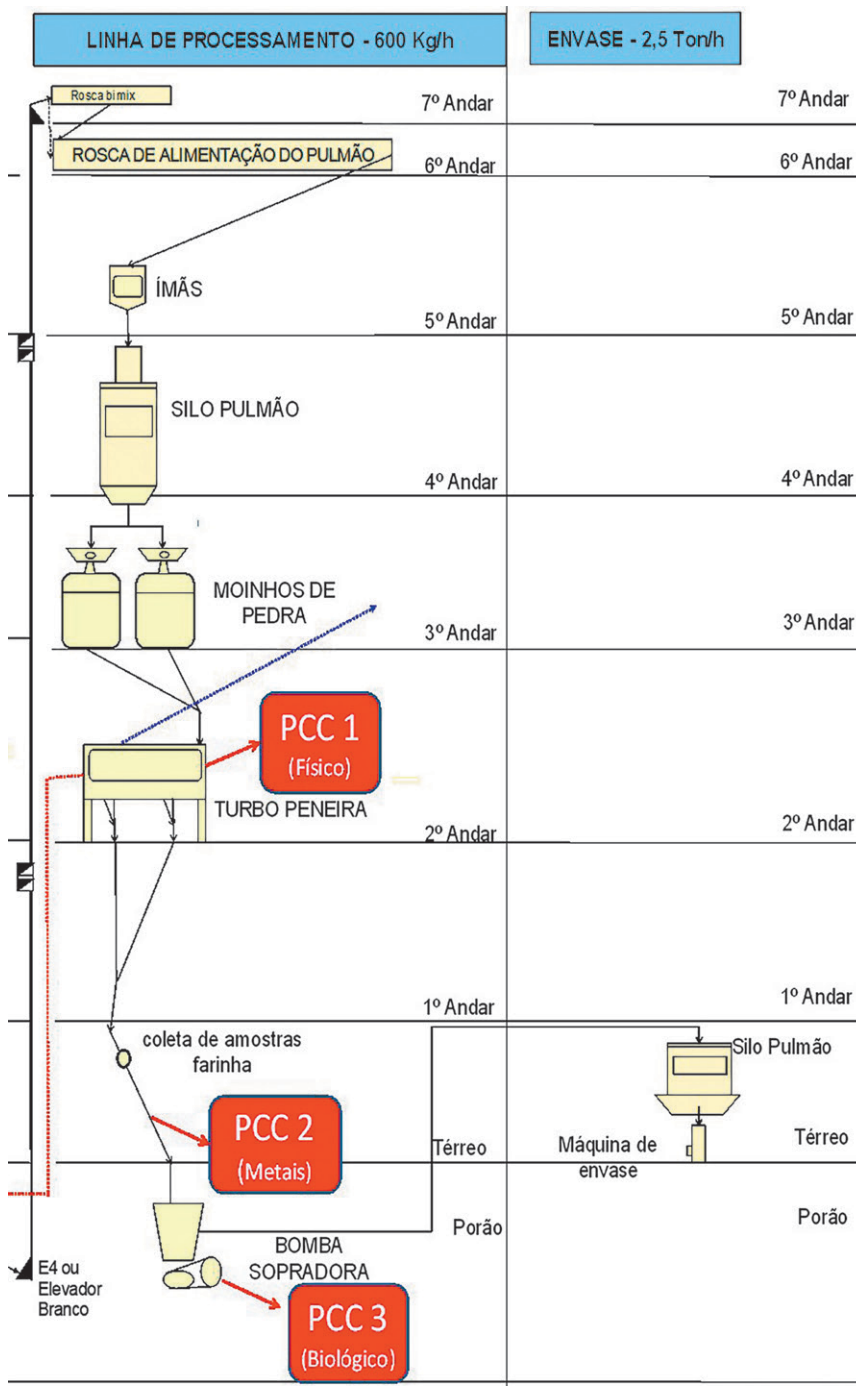 LINHA DE PROCESSAMENTO - 600 Kg/h
ENVASE - 2,5 Ton/h
Rosca bimix
7º Andar
7º Andar
ROSCA DE ALIMENTAÇÃO DO PULMÃO
6º Andar
6º Andar
ÍMÃS
5º Andar
5º Andar
SILO PULMÃO
4º Andar
4º Andar
MOINHOS DE
PEDRA
3º Andar
3º Andar
PCC 1
(Físico)
TURBO PENEIRA
2º Andar
2º Andar
1º Andar
1º Andar
coleta de amostras
farinha
Silo Pulmão
PCC 2
(Metais)
Térreo
Máquina de
envase
Térreo
Porão
Porão
BOMBA
SOPRADORA
E4 ou
Elevador
Branco
PCC 3
(Biológico)